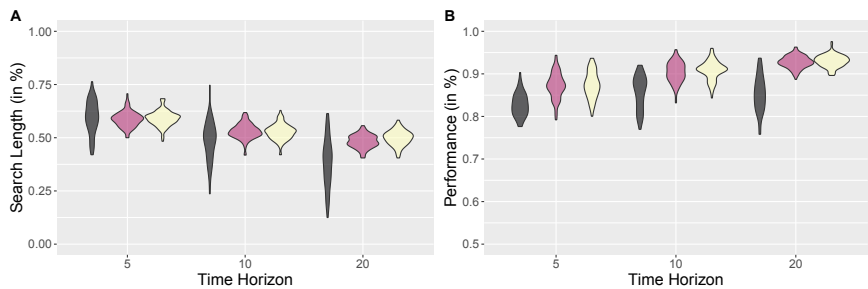 A
1.00
0.75
0.50
0.25
0.00
Search Length (in %)
5
10
20
Time Horizon
B
1.0
0.9
0.8
0.7
0.6
0.5
Performance (in %)
5
10
20
Time Horizon